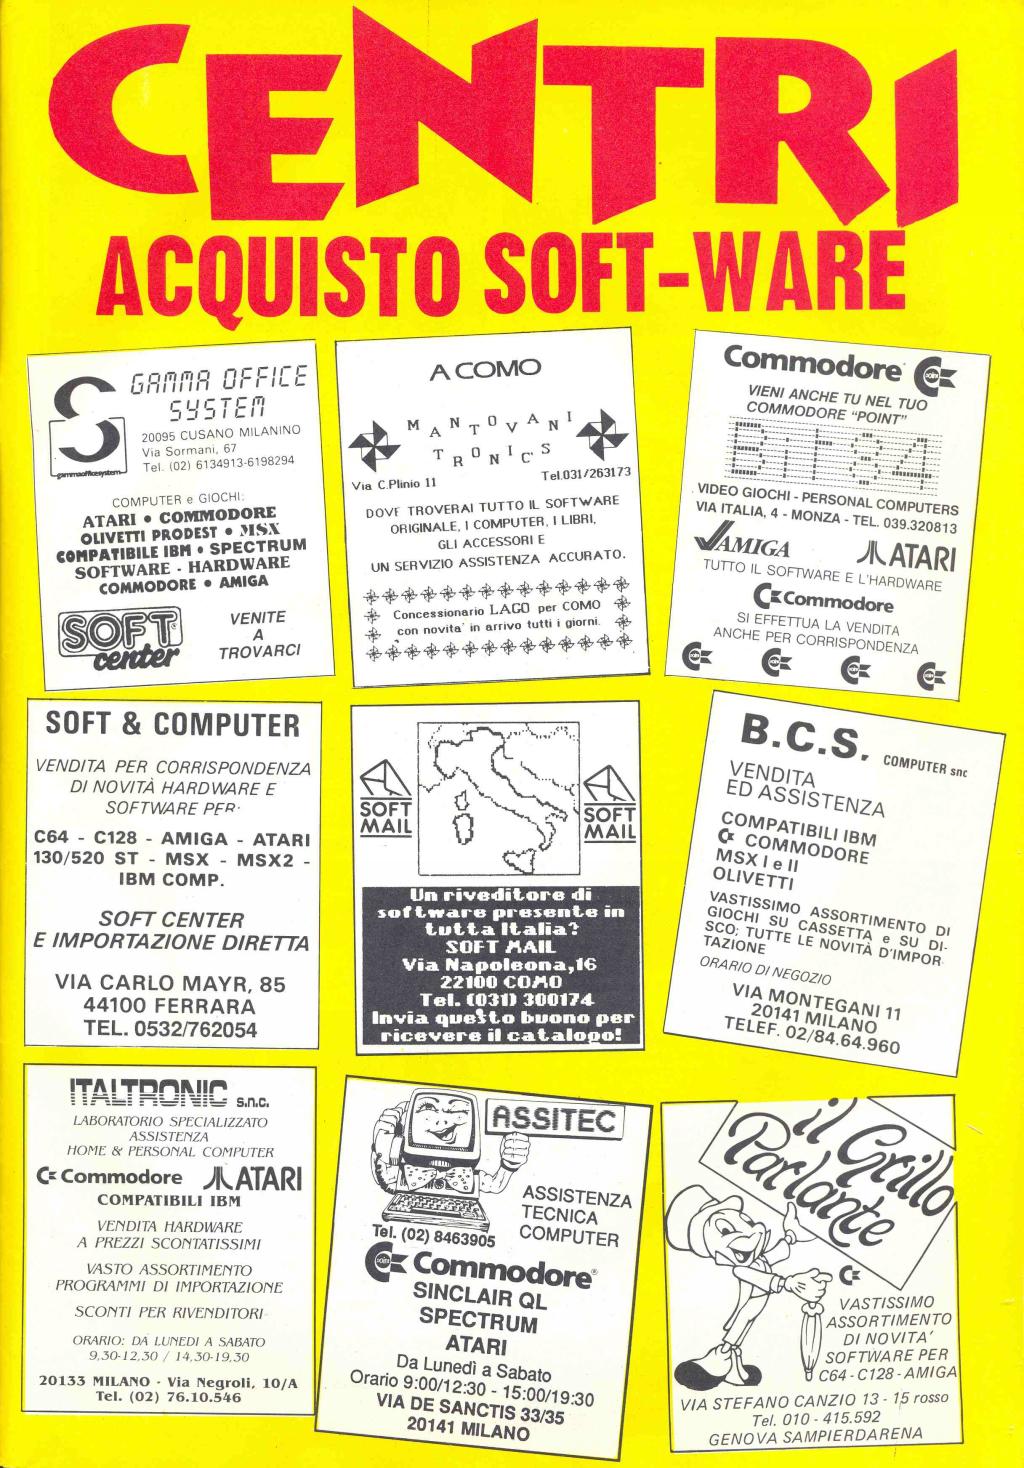 CENTRI
ACQUISTO SOFT-WARE
GAMMA OFFICE
SYSTEM
20095 CUSANO MILANINO
Via Sormani, 67
Tel. (02) 6134913-6198294
gammaofficesystem
COMPUTER e GIOCHI:
ATARI • COMMODORE
OLIVETTI PRODEST • MSX
COMPATIBILE IBM • SPECTRUM
SOFTWARE - HARDWARE
COMMODORE • AMIGA
SOFT
center
VENITE
A
TROVARCI
A COMO
MANTOVANI
TRONIC'S
Via C.Plinio 11
Tel.031/263173
DOVE TROVERAI TUTTO IL SOFTWARE
ORIGINALE, I COMPUTER, I LIBRI,
GLI ACCESSORI E
UN SERVIZIO ASSISTENZA ACCURATO.
Concessionario LAGO per COMO
con novita' in arrivo tutti i giorni.
Commodore
VIENI ANCHE TU NEL TUO
COMMODORE "POINT"
VIDEO GIOCHI - PERSONAL COMPUTERS
VIA ITALIA, 4 - MONZA - TEL. 039.320813
AMIGA
ATARI
TUTTO IL SOFTWARE E L'HARDWARE
Commodore
SI EFFETTUA LA VENDITA
ANCHE PER CORRISPONDENZA
SOFT & COMPUTER
VENDITA PER CORRISPONDENZA
DI NOVITÀ HARDWARE E
SOFTWARE PER:
C64 - C128 - AMIGA - ATARI
130/520 ST - MSX - MSX2 -
IBM COMP.
SOFT CENTER
E IMPORTAZIONE DIRETTA
VIA CARLO MAYR, 85
44100 FERRARA
TEL. 0532/762054
SOFT
MAIL
SOFT
MAIL
Un riveditore di
software presente in
tutta Italia?
SOFT MAIL
Via Napoleona,16
22100 COMO
Tel. (031) 300174
Invia questo buono per
ricevere il catalogo!
B.C.S. COMPUTER snc
VENDITA
ED ASSISTENZA
COMPATIBILI IBM
COMMODORE
MSX I e II
OLIVETTI
VASTISSIMO ASSORTIMENTO DI
GIOCHI SU CASSETTA e SU DI-
SCO; TUTTE LE NOVITÀ D'IMPOR-
TAZIONE
ORARIO DI NEGOZIO
VIA MONTEGANI 11
20141 MILANO
TELEF. 02/84.64.960
ITALTRONIC s.n.c.
LABORATORIO SPECIALIZZATO
ASSISTENZA
HOME & PERSONAL COMPUTER
Commodore ATARI
COMPATIBILI IBM
VENDITA HARDWARE
A PREZZI SCONTATISSIMI
VASTO ASSORTIMENTO
PROGRAMMI DI IMPORTAZIONE
SCONTI PER RIVENDITORI
ORARIO: DA LUNEDI A SABATO
9,30-12,30 / 14,30-19,30
20133 MILANO - Via Negroli, 10/A
Tel. (02) 76.10.546
ASSITEC
ASSISTENZA
TECNICA
COMPUTER
Tel. (02) 8463905
Commodore®
SINCLAIR QL
SPECTRUM
ATARI
Da Lunedì a Sabato
Orario 9:00/12:30 - 15:00/19:30
VIA DE SANCTIS 33/35
20141 MILANO
il Grillo
Parlante
VASTISSIMO
ASSORTIMENTO
DI NOVITA'
SOFTWARE PER
C64 - C128 - AMIGA
VIA STEFANO CANZIO 13 - 15 rosso
Tel. 010 - 415.592
GENOVA SAMPIERDARENA